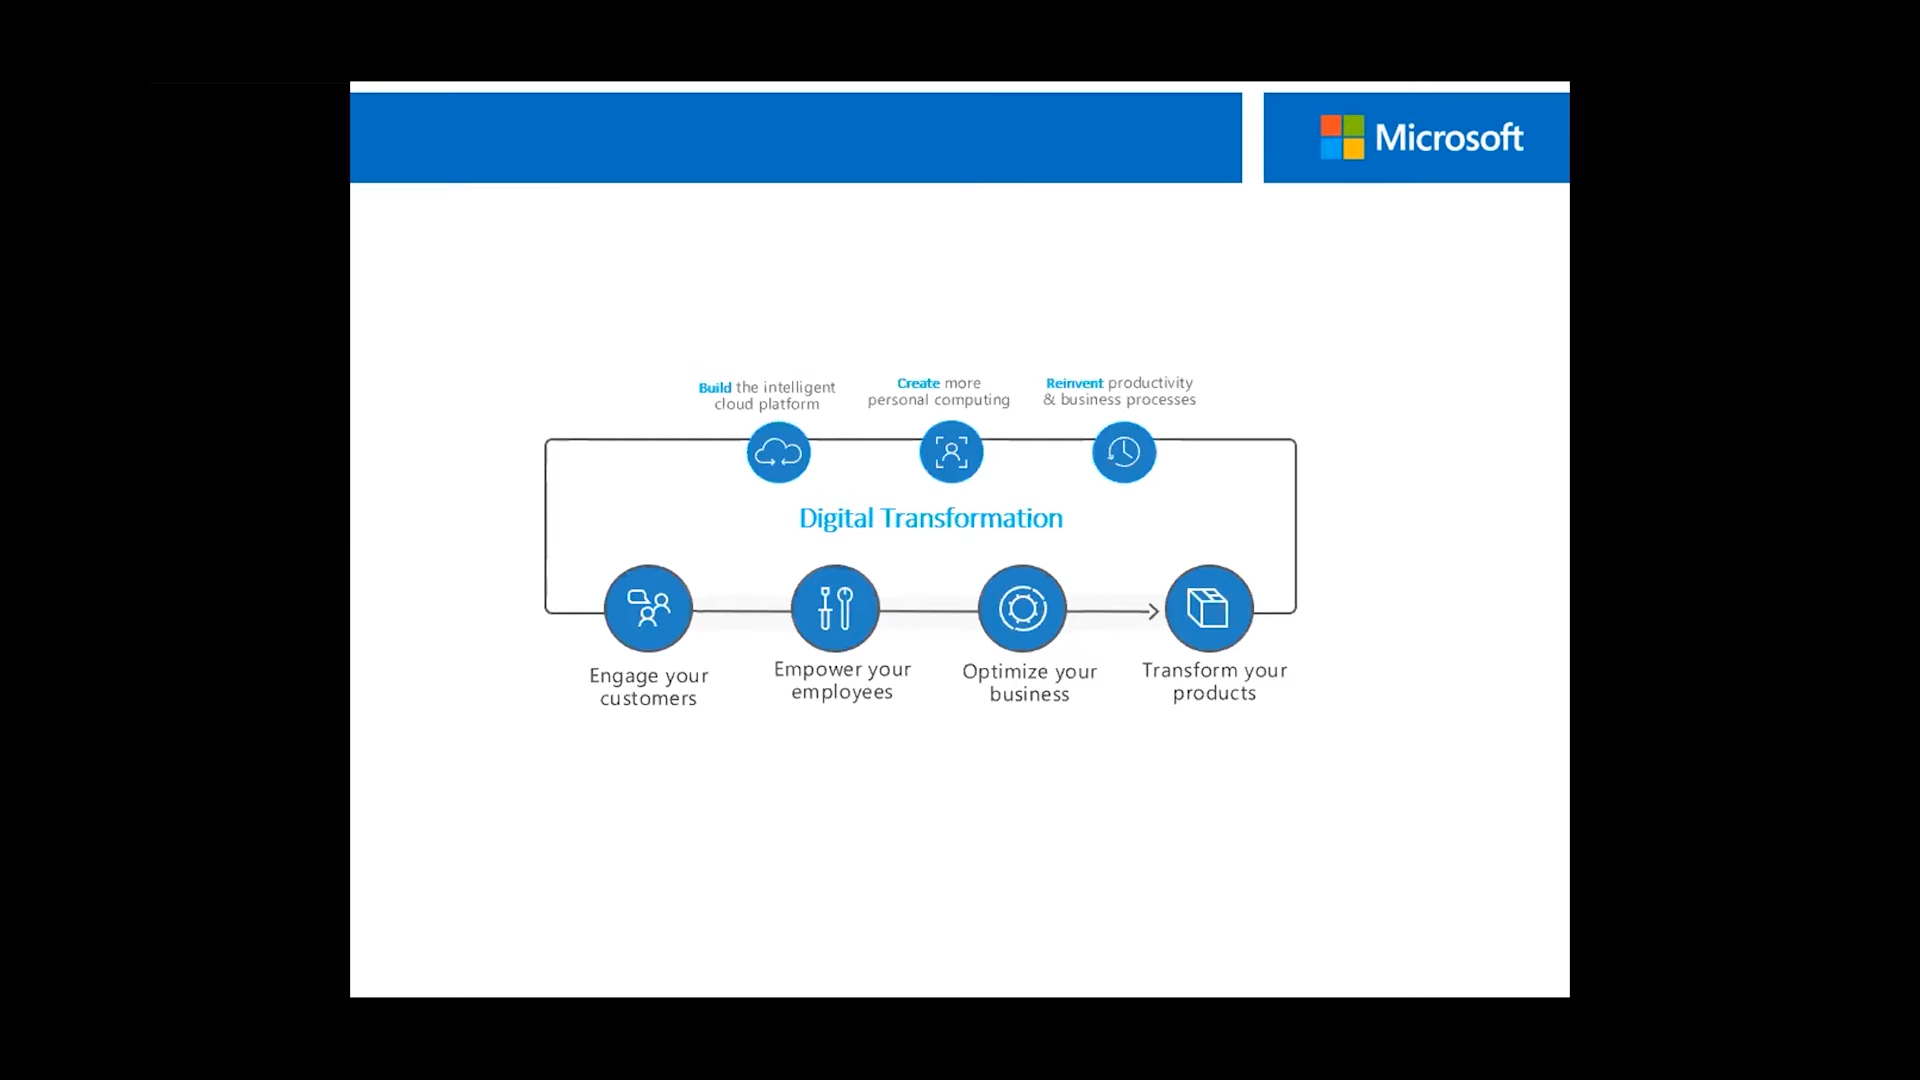 Microsoft
Build the intelligent
cloud platform
Create more
personal computing
Reinvent productivity
& business processes
Digital Transformation
Engage your
customers
Empower your
employees
Optimize your
business
Transform your
products